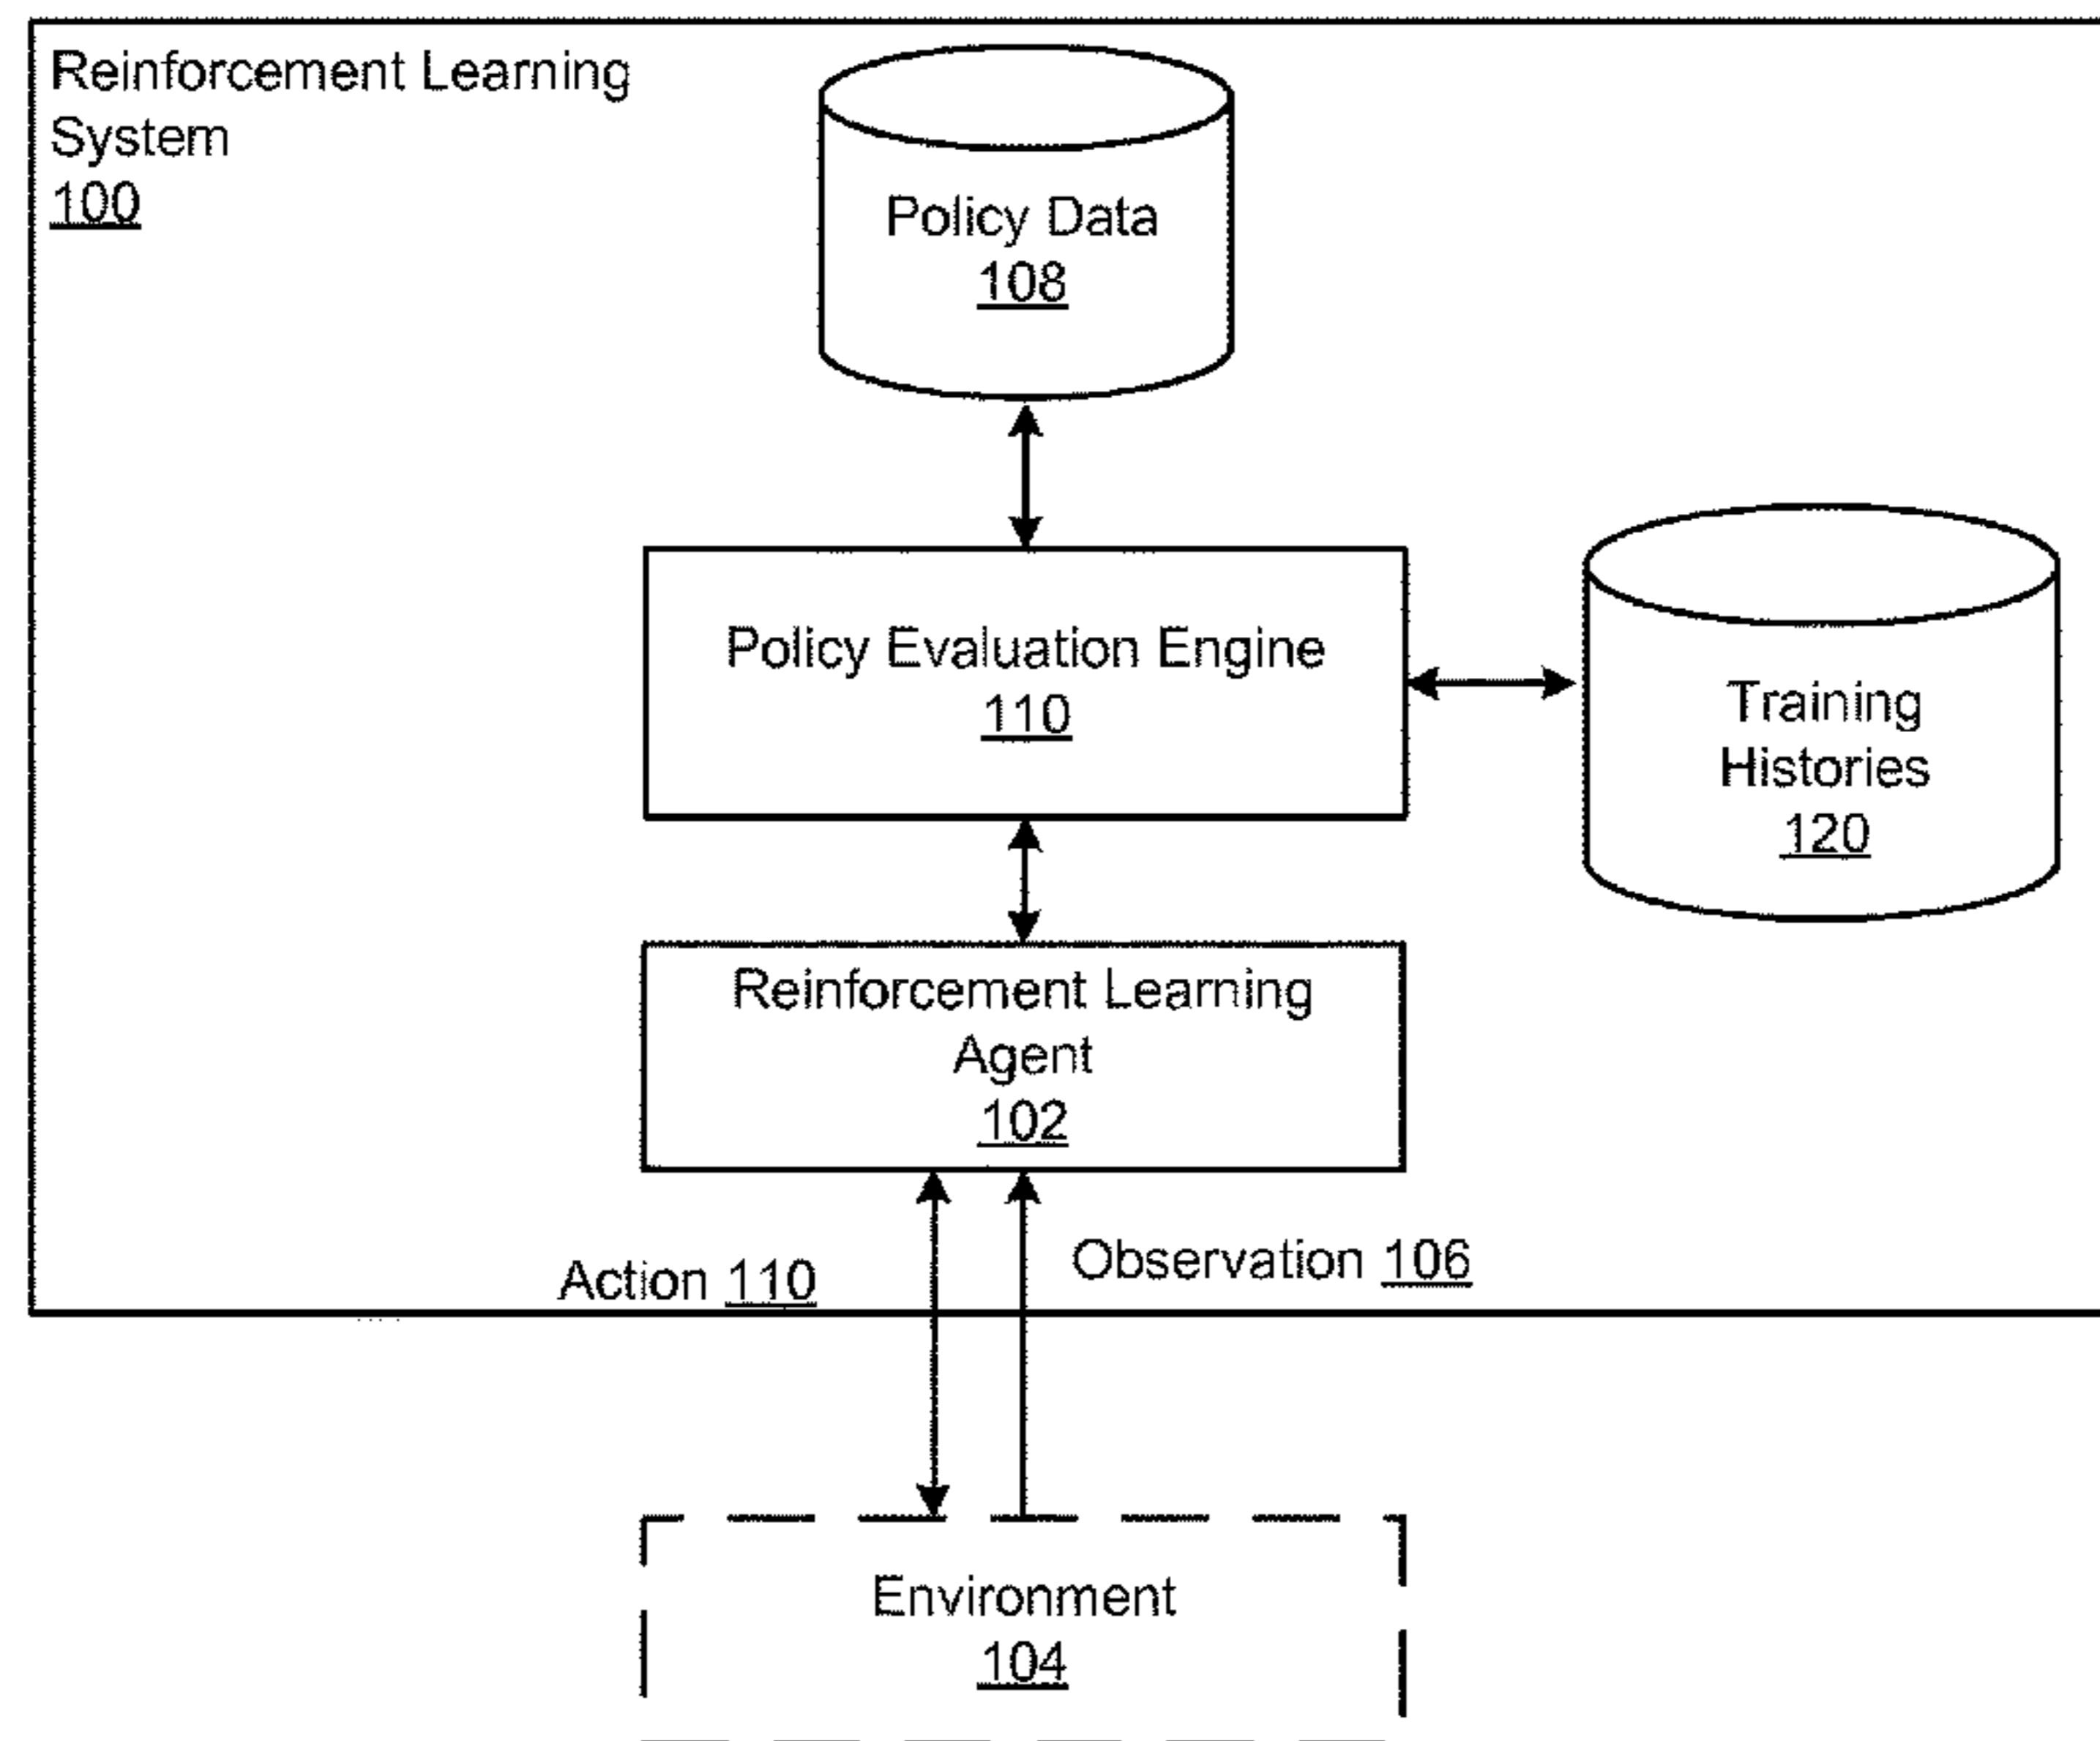 Reinforcement Learning
System
100
Policy Data
108
Policy Evaluation Engine
110
Training
Histories
120
Reinforcement Learning
Agent
102
Action 110
Observation 106
Environment
104